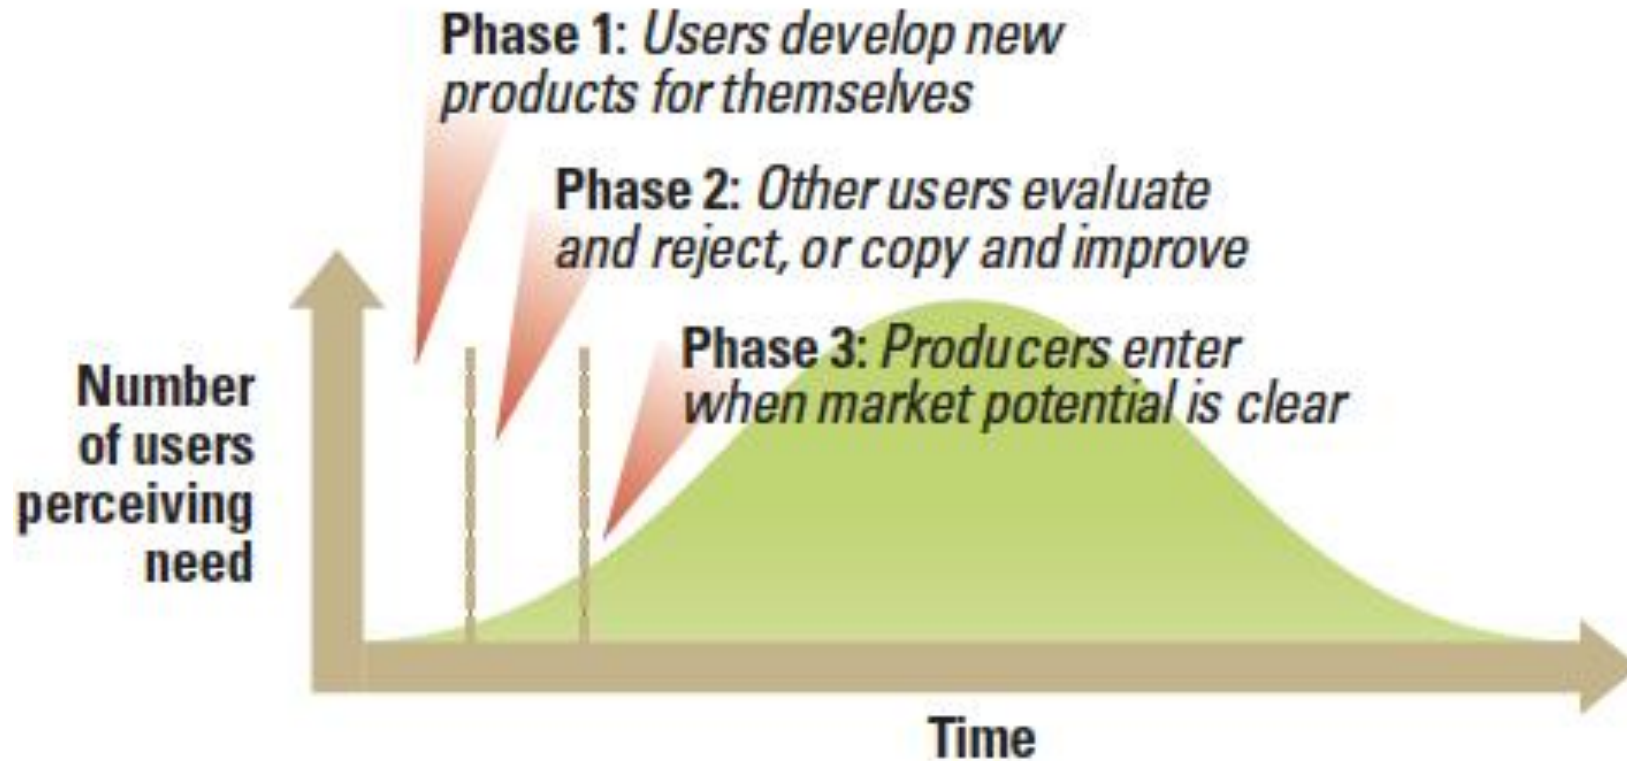 Phase 1: Users develop new
products for themselves
Phase 2: Other users evaluate
and reject, or copy and improve
Phase 3: Producers enter
when market potential is clear
Number
of users
perceiving
need
Time